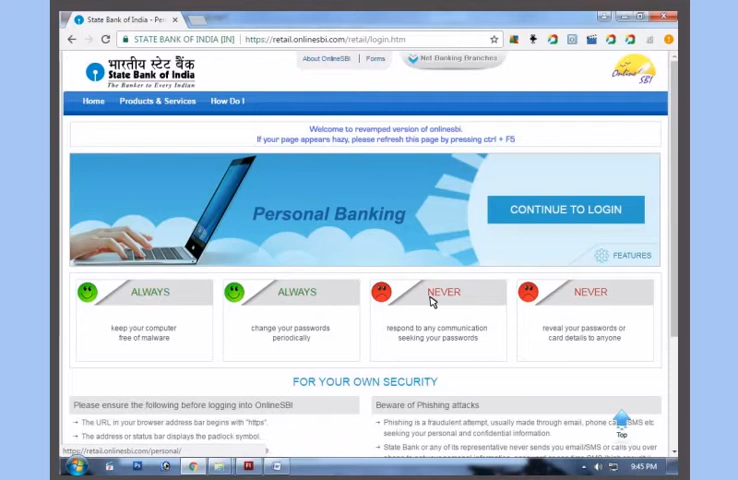 State Bank of India - Per
STATE BANK OF INDIA [IN] https://retail.onlinesbi.com/retail/login.htm
भारतीय स्टेट बैंक
State Bank of India
The Banker to Every Indian
About OnlineSBI Forms Net Banking Branches
Online SBI
Home Products & Services How Do I
Welcome to revamped version of onlinesbi.
If your page appears hazy, please refresh this page by pressing ctrl + F5
Personal Banking
CONTINUE TO LOGIN
FEATURES
ALWAYS
keep your computer
free of malware
ALWAYS
change your passwords
periodically
NEVER
respond to any communication
seeking your passwords
NEVER
reveal your passwords or
card details to anyone
FOR YOUR OWN SECURITY
Please ensure the following before logging into OnlineSBI
The URL in your browser address bar begins with "https".
The address or status bar displays the padlock symbol.
Beware of Phishing attacks
Phishing is a fraudulent attempt, usually made through email, phone SMS etc
seeking your personal and confidential information.
State Bank or any of its representative never sends you email/SMS or calls you over
Top
https://retail.onlinesbi.com/personal/
9:45 PM